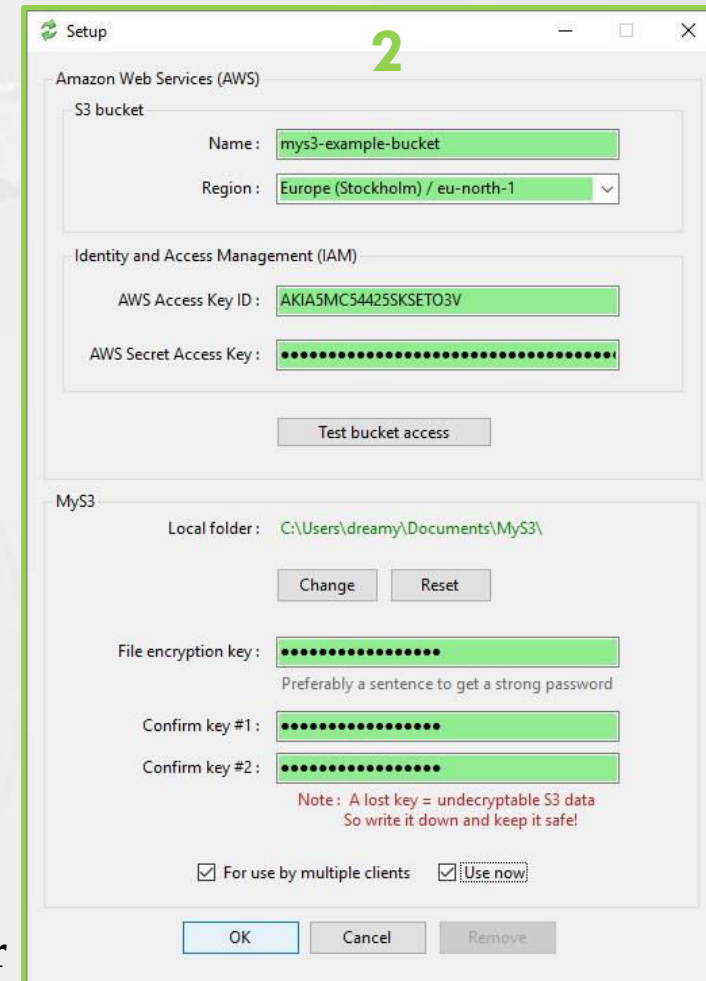 Setup
2
Amazon Web Services (AWS)
S3 bucket
Name : mys3-example-bucket
Region : Europe (Stockholm) / eu-north-1
Identity and Access Management (IAM)
AWS Access Key ID : AKIA5MC54425SKSETO3V
AWS Secret Access Key : ●●●●●●●●●●●●●●●●●●●●●●●●●●●●●●●●●●●●
Test bucket access
MyS3
Local folder : C:\Users\dreamy\Documents\MyS3\
Change Reset
File encryption key : ●●●●●●●●●●●●●●●●●
Preferably a sentence to get a strong password
Confirm key #1 : ●●●●●●●●●●●●●●●●●
Confirm key #2 : ●●●●●●●●●●●●●●●●●
Note : A lost key = undecryptable S3 data
So write it down and keep it safe!
For use by multiple clients Use now
OK Cancel Remove
r